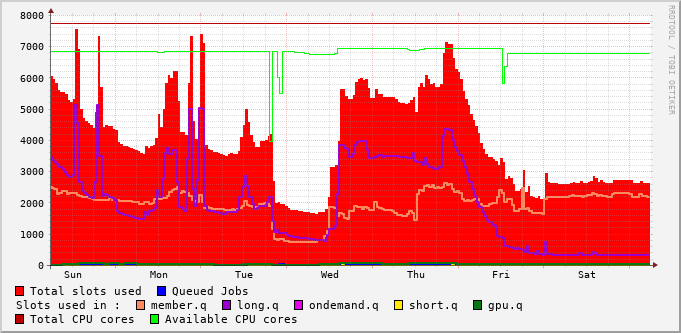 8000
7000
6000
5000
4000
3000
2000
1000
0
Sun Mon Tue Wed Thu Fri Sat
Total slots used Queued Jobs
Slots used in : member.q long.q ondemand.q short.q gpu.q
Total CPU cores Available CPU cores
RRDTOOL / TOBI OETIKER